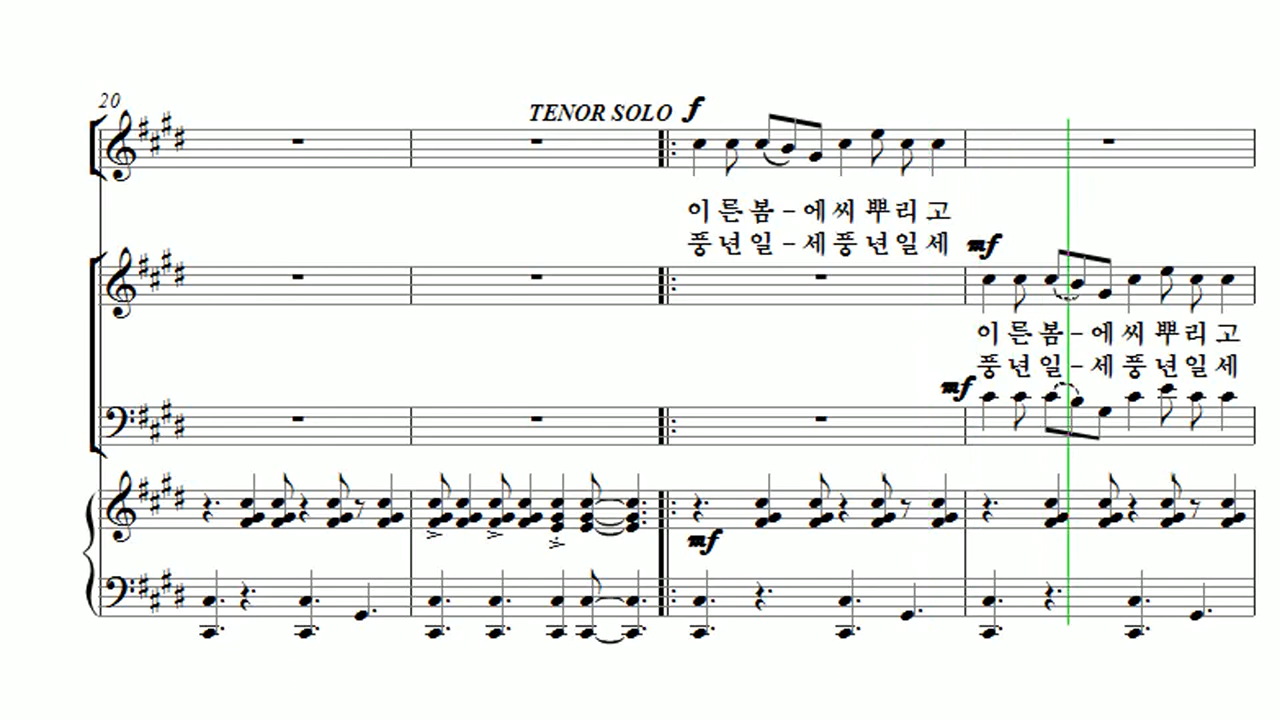 20
TENOR SOLO f
이 른 봄 - 에 씨 뿌 리 고
풍 년 일 - 세 풍 년 일 세
mf
이 른 봄 - 에 씨 뿌 리 고
풍 년 일 - 세 풍 년 일 세
mf
mf